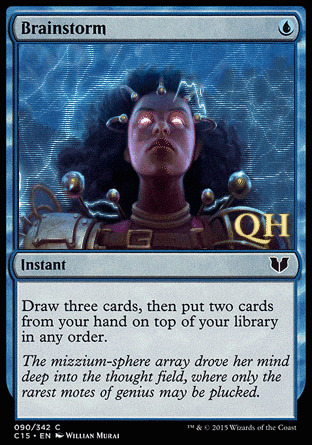 Brainstorm
QH
Instant
Draw three cards, then put two cards
from your hand on top of your library
in any order.
The mizzium-sphere array drove her mind
deep into the thought field, where only the
rarest motes of genius may be plucked.
090/342 C
C15 • EN Willian Murai
™ & © 2015 Wizards of the Coast